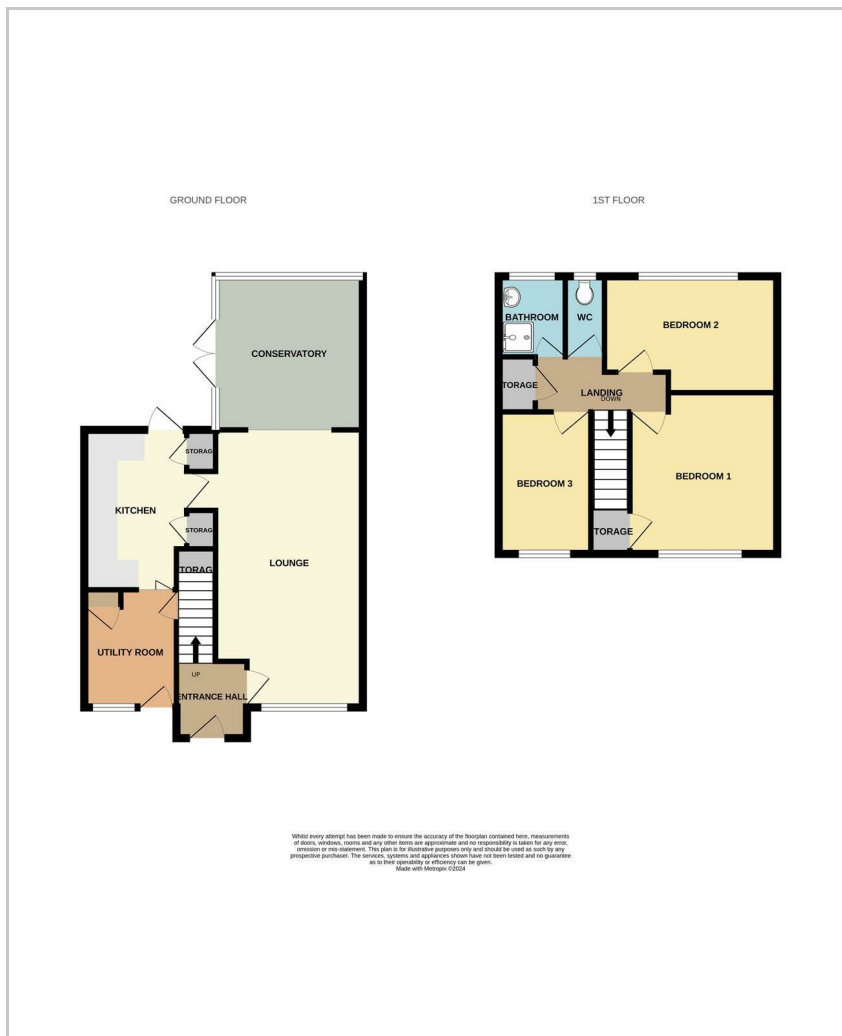 GROUND FLOOR
1ST FLOOR
CONSERVATORY
STORAG
KITCHEN
STORAG
LOUNGE
TORAG
UTILITY ROOM
UP
ENTRANCE HALL
BATHROOM
WC
BEDROOM 2
TORAGE
LANDING
DOWN
BEDROOM 3
BEDROOM 1
TORAGE
Whilst every attempt has been made to ensure the accuracy of the floorplan contained here, measurements
of doors, windows, rooms and any other items are approximate and no responsibility is taken for any error,
omission or mis-statement. This plan is for illustrative purposes only and should be used as such by any
prospective purchaser. The services, systems and appliances shown have not been tested and no guarantee
as to their operability or efficiency can be given.
Made with Metropix ©2024